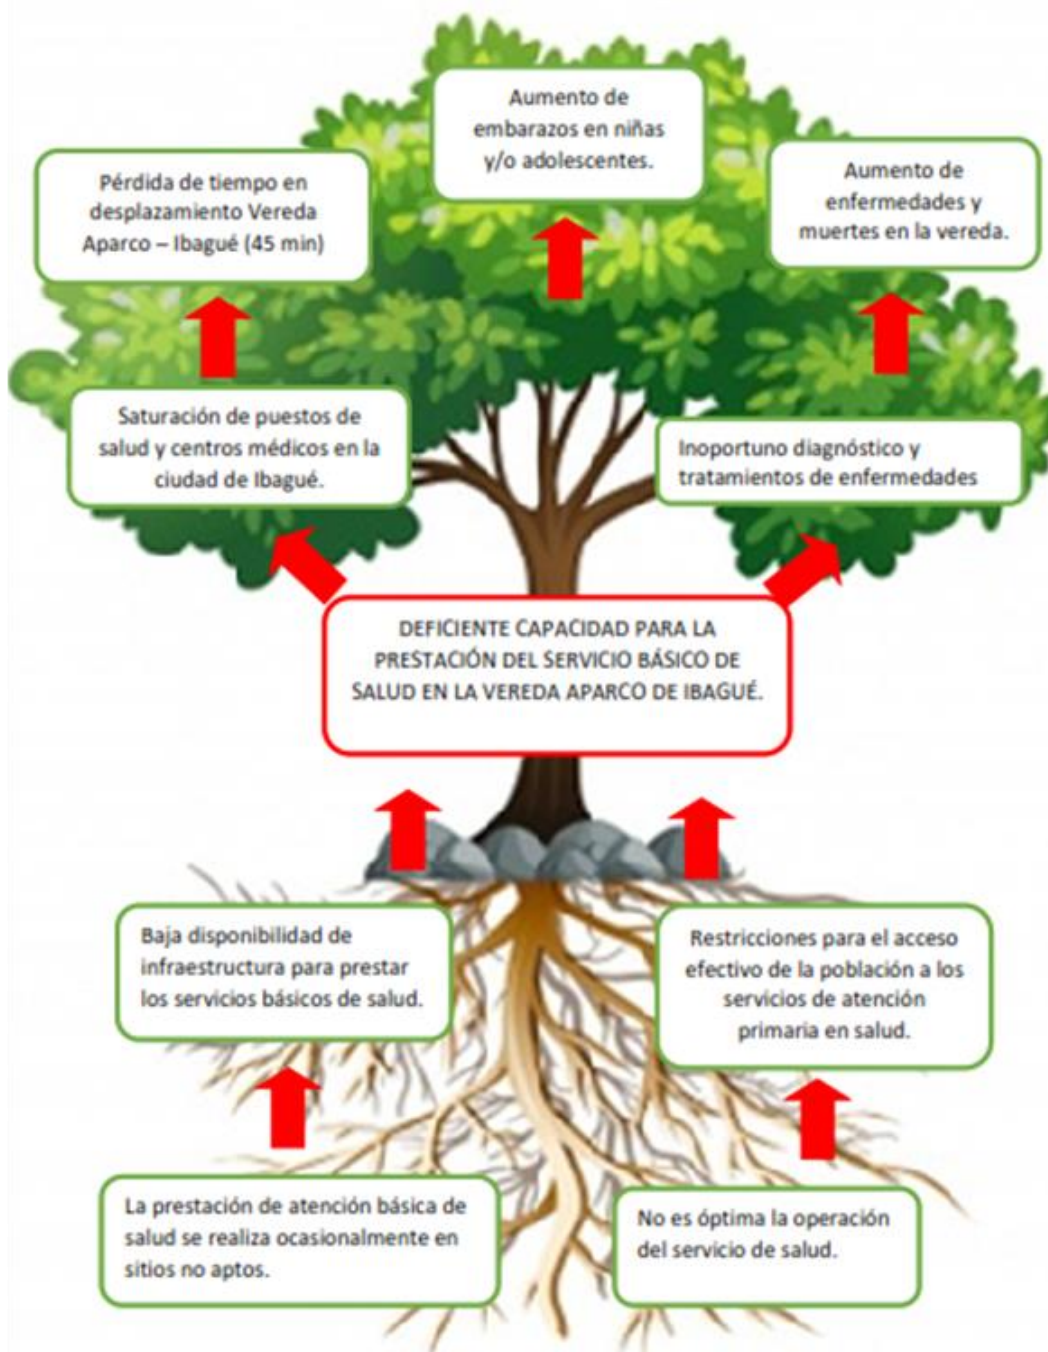 Aumento de
embarazos en niñas
y/o adolescentes.
Pérdida de tiempo en
desplazamiento Vereda
Aparco – Ibagué (45 min)
Aumento de
enfermedades y
muertes en la vereda.
Saturación de puestos de
salud y centros médicos en la
ciudad de Ibagué.
Inoportuno diagnóstico y
tratamientos de enfermedades
DEFICIENTE CAPACIDAD PARA LA
PRESTACIÓN DEL SERVICIO BÁSICO DE
SALUD EN LA VEREDA APARCO DE IBAGUÉ.
Baja disponibilidad de
infraestructura para prestar
los servicios básicos de salud.
Restricciones para el acceso
efectivo de la población a los
servicios de atención
primaria en salud.
La prestación de atención básica de
salud se realiza ocasionalmente en
sitios no aptos.
No es óptima la operación
del servicio de salud.